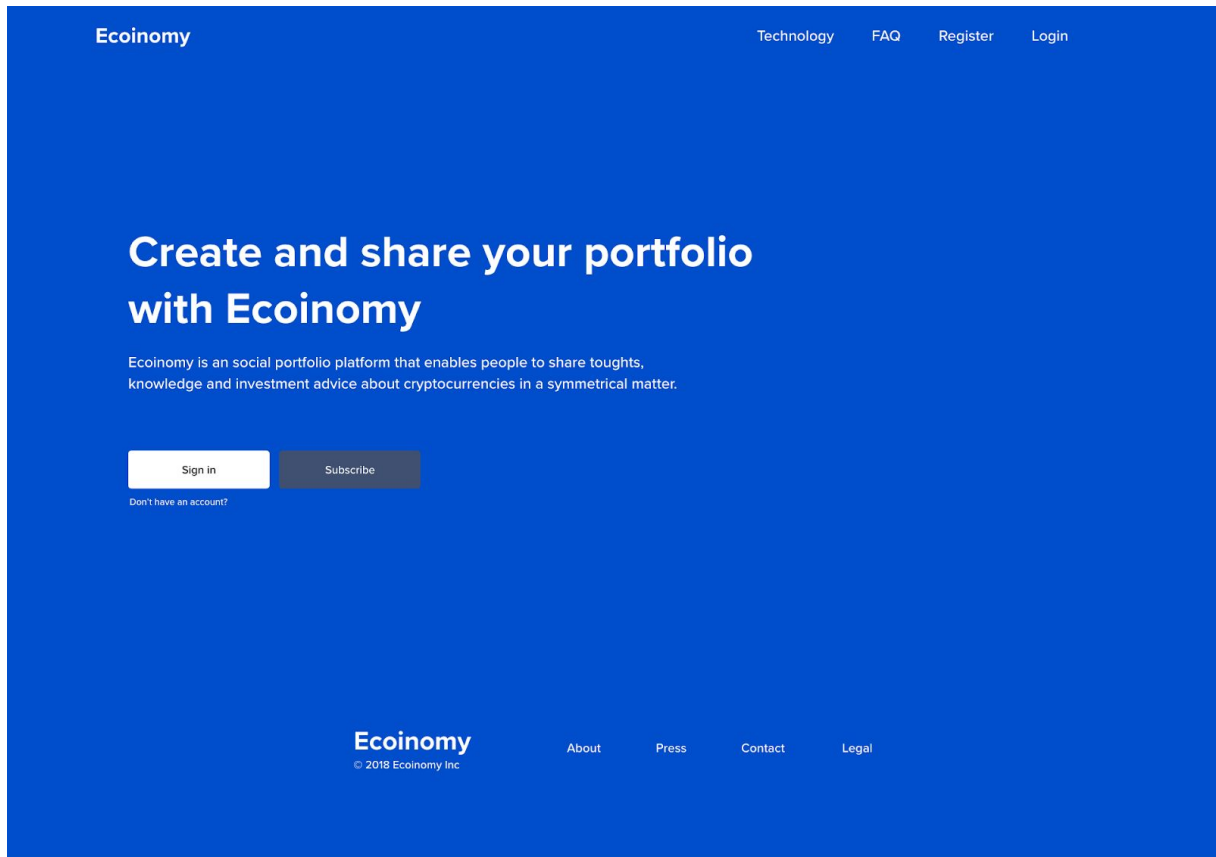 Ecoinomy Technology FAQ Register Login
Create and share your portfolio
with Ecoinomy
Ecoinomy is an social portfolio platform that enables people to share toughts,
knowledge and investment advice about cryptocurrencies in a symmetrical matter.
Sign in Subscribe
Don't have an account?
Ecoinomy
© 2018 Ecoinomy Inc
About Press Contact Legal